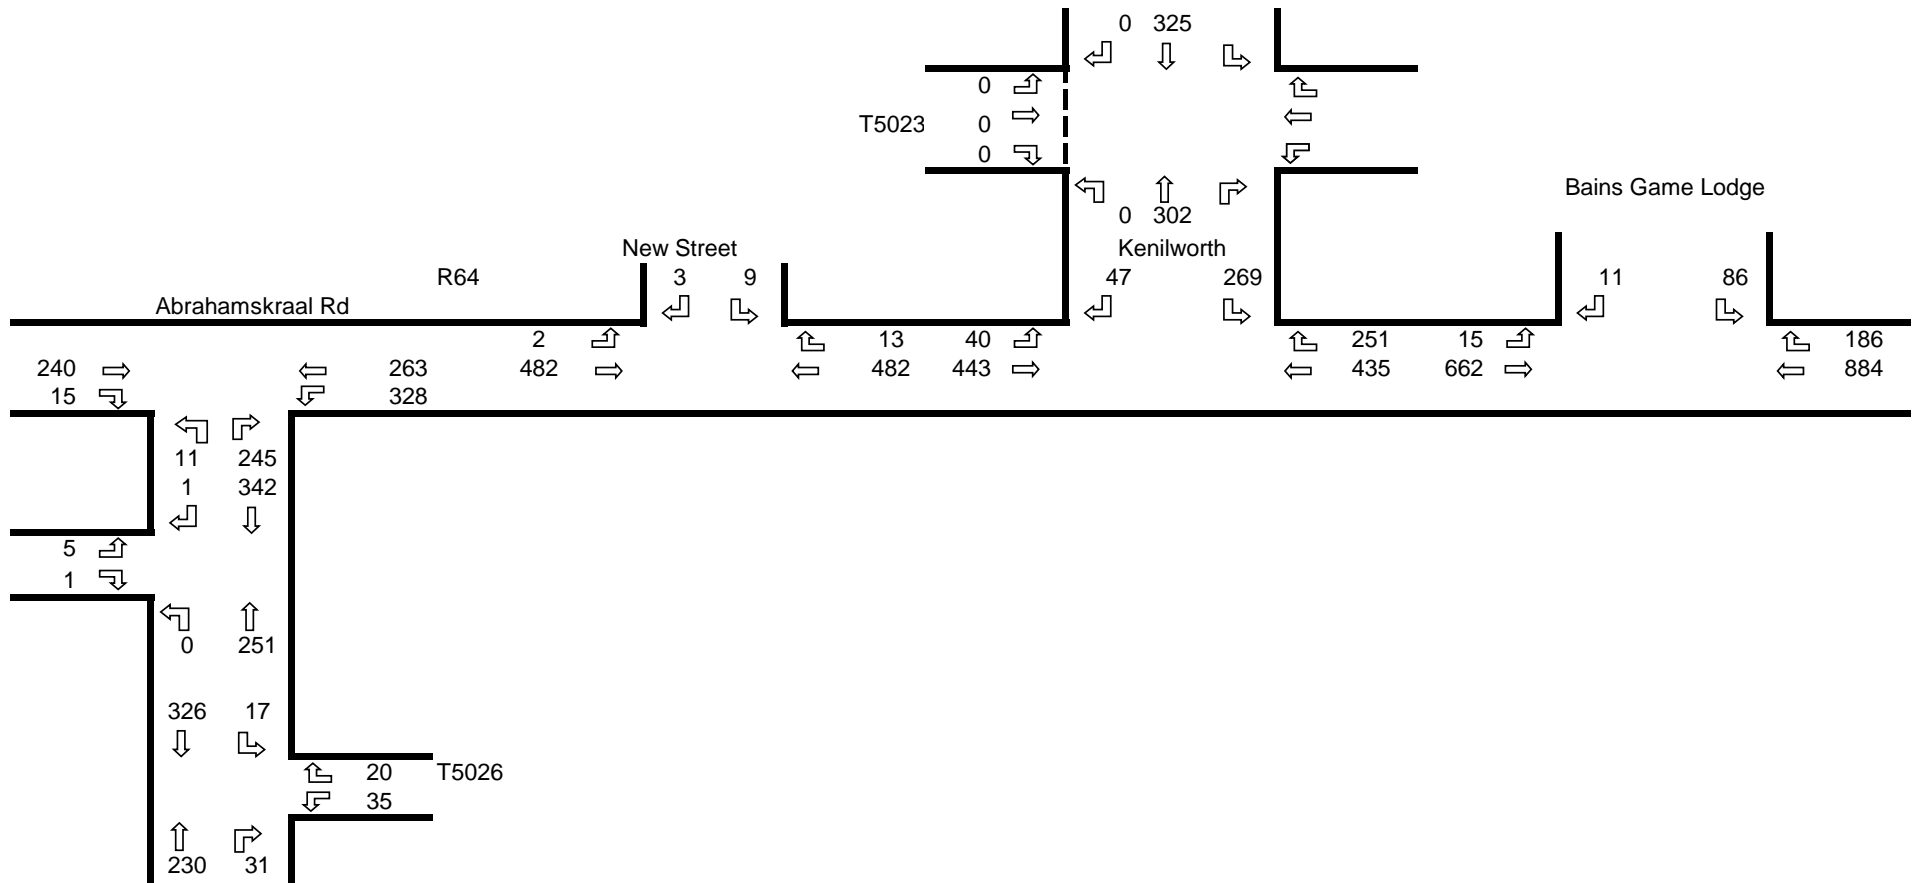 0 325
0
T5023 0
0
Bains Game Lodge
0 302
New Street Kenilworth
R64 3 9 47 269 11 86
Abrahamskraal Rd
2 13 40 251 15 186
240 263 482 482 443 435 662 884
15 328
11 245
1 342
5
1
0 251
326 17
20 T5026
35
230 31